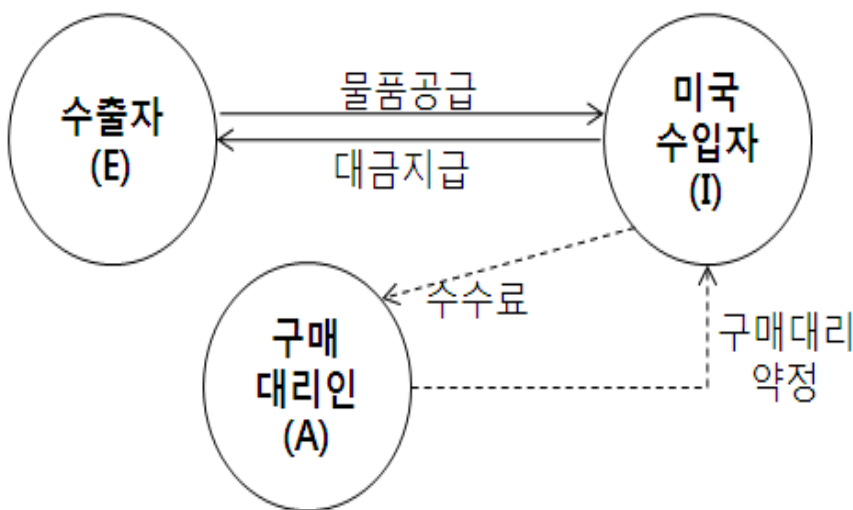 수출자
(E)
물품공급
대금지급
미국
수입자
(I)
수수료
구매
대리인
(A)
구매대리
약정